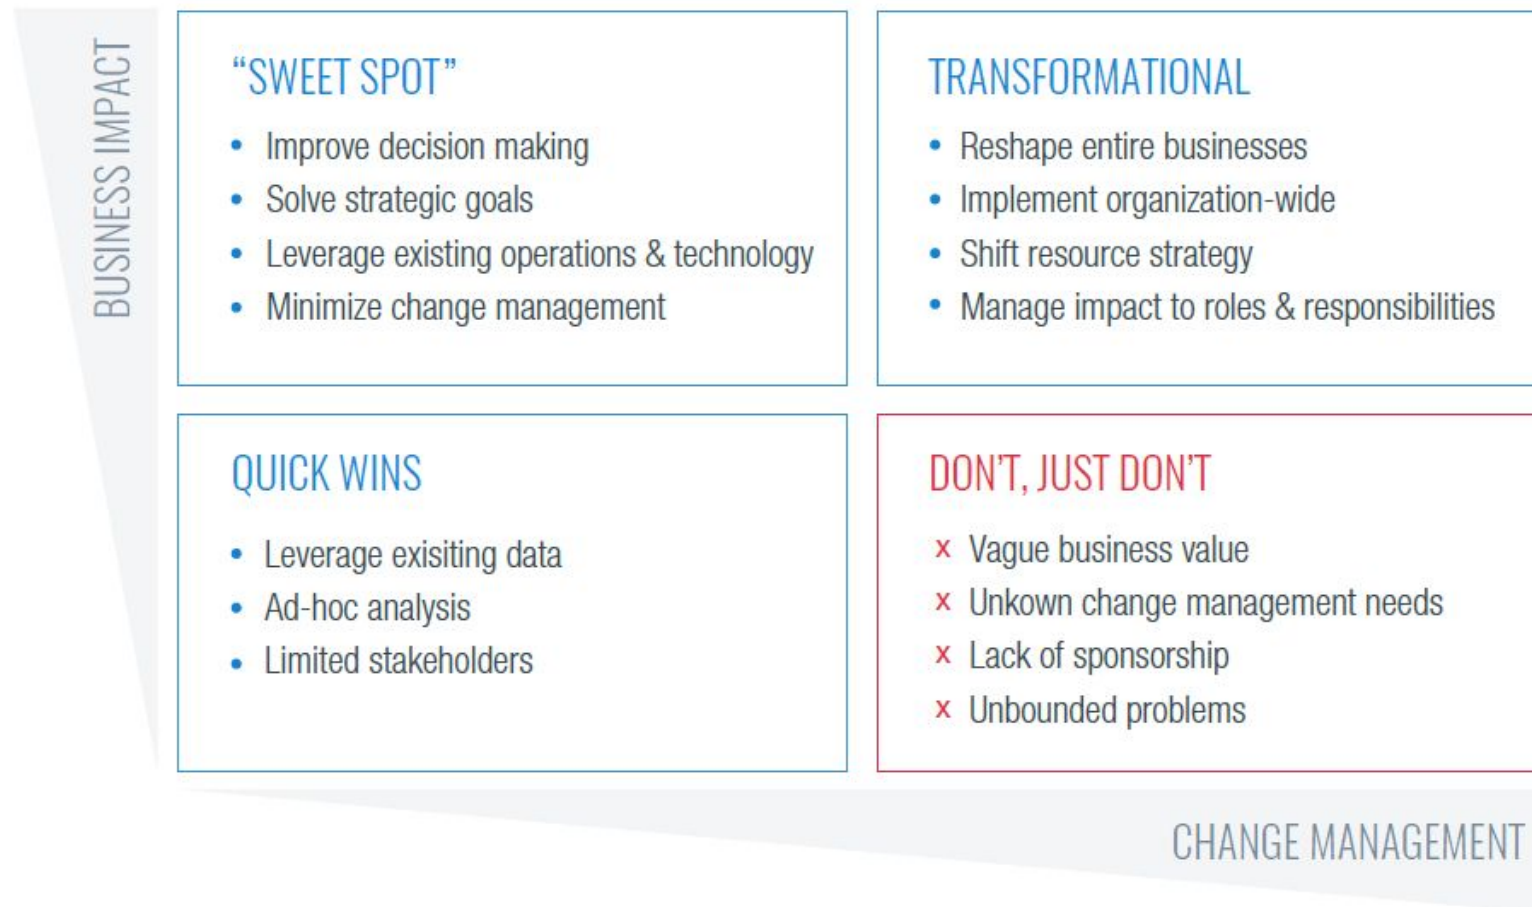 BUSINESS IMPACT
“SWEET SPOT”
• Improve decision making
• Solve strategic goals
• Leverage existing operations & technology
• Minimize change management
TRANSFORMATIONAL
• Reshape entire businesses
• Implement organization-wide
• Shift resource strategy
• Manage impact to roles & responsibilities
QUICK WINS
• Leverage exisiting data
• Ad-hoc analysis
• Limited stakeholders
DON’T, JUST DON’T
x Vague business value
x Unkown change management needs
x Lack of sponsorship
x Unbounded problems
CHANGE MANAGEMENT